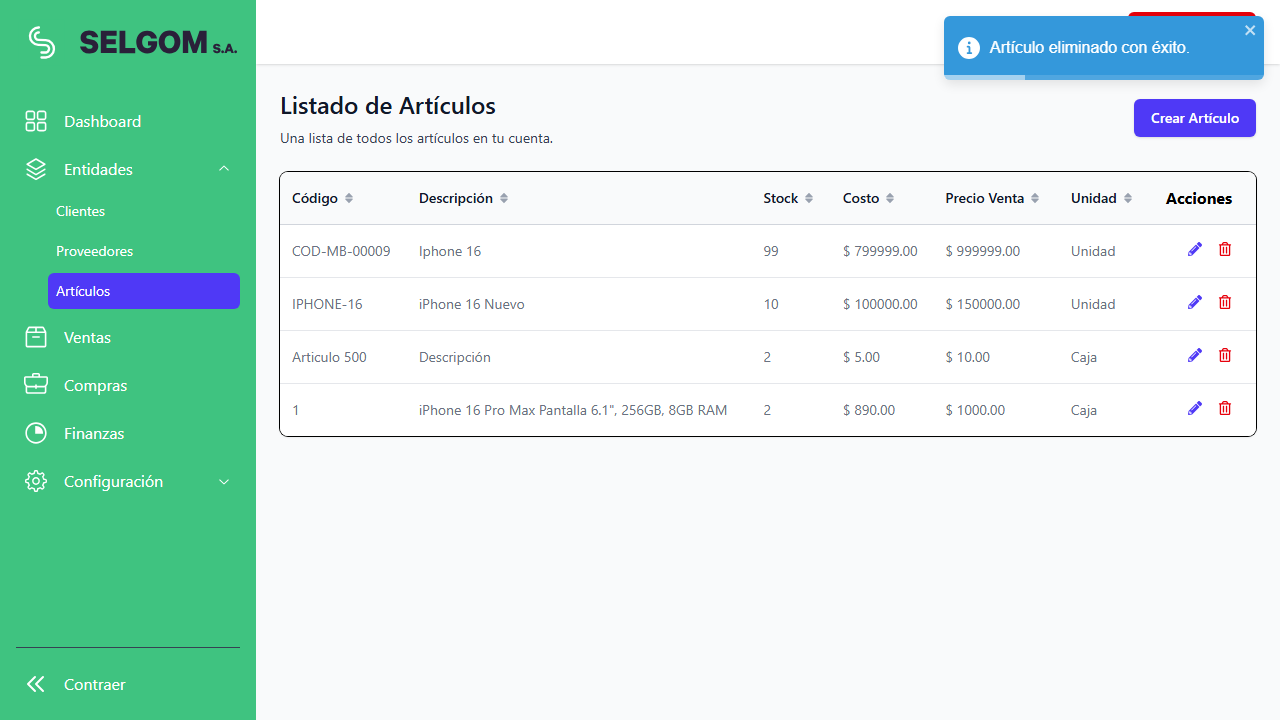 SELGOM S.A.
Artículo eliminado con éxito.
Dashboard
Entidades
Clientes
Proveedores
Artículos
Ventas
Compras
Finanzas
Configuración
Contraer
Listado de Artículos
Una lista de todos los artículos en tu cuenta.
Crear Artículo
Código Descripción Stock Costo Precio Venta Unidad Acciones
COD-MB-00009 Iphone 16 99 $ 799999.00 $ 999999.00 Unidad
IPHONE-16 iPhone 16 Nuevo 10 $ 100000.00 $ 150000.00 Unidad
Articulo 500 Descripción 2 $ 5.00 $ 10.00 Caja
1 iPhone 16 Pro Max Pantalla 6.1", 256GB, 8GB RAM 2 $ 890.00 $ 1000.00 Caja